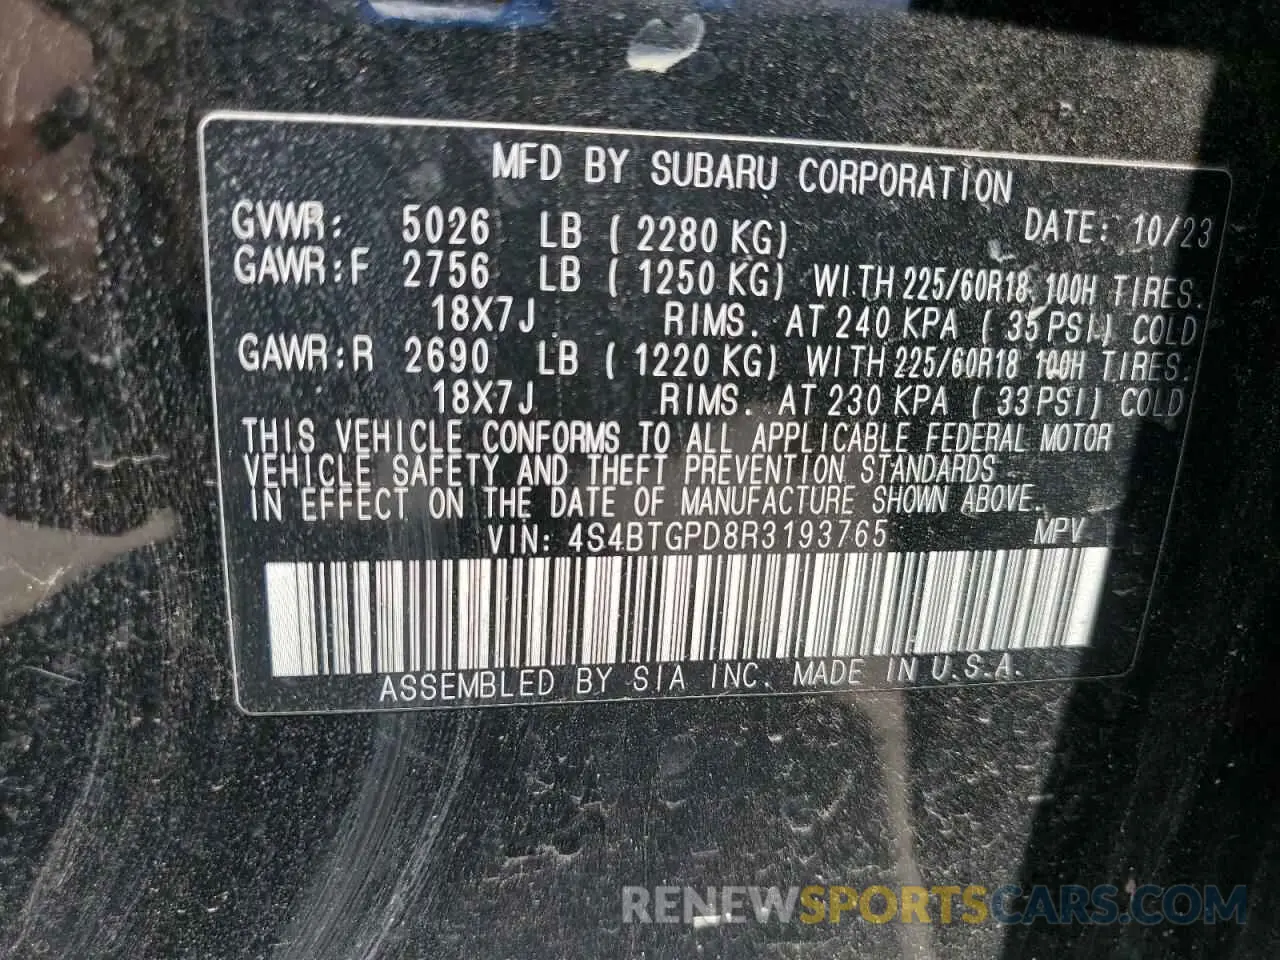 MFD BY SUBARU CORPORATION
GVWR: 5026 LB ( 2280 KG) DATE: 10/23
GAWR:F 2756 LB ( 1250 KG) WITH 225/60R18 100H TIRES.
18X7J RIMS. AT 240 KPA ( 35 PSI) COLD
GAWR:R 2690 LB ( 1220 KG) WITH 225/60R18 100H TIRES.
18X7J RIMS. AT 230 KPA ( 33 PSI) COLD
THIS VEHICLE CONFORMS TO ALL APPLICABLE FEDERAL MOTOR
VEHICLE SAFETY AND THEFT PREVENTION STANDARDS
IN EFFECT ON THE DATE OF MANUFACTURE SHOWN ABOVE.
VIN: 4S4BTGPD8R3193765 MPV
ASSEMBLED BY SIA INC. MADE IN U.S.A.
RENEWSPORTSCARS.COM